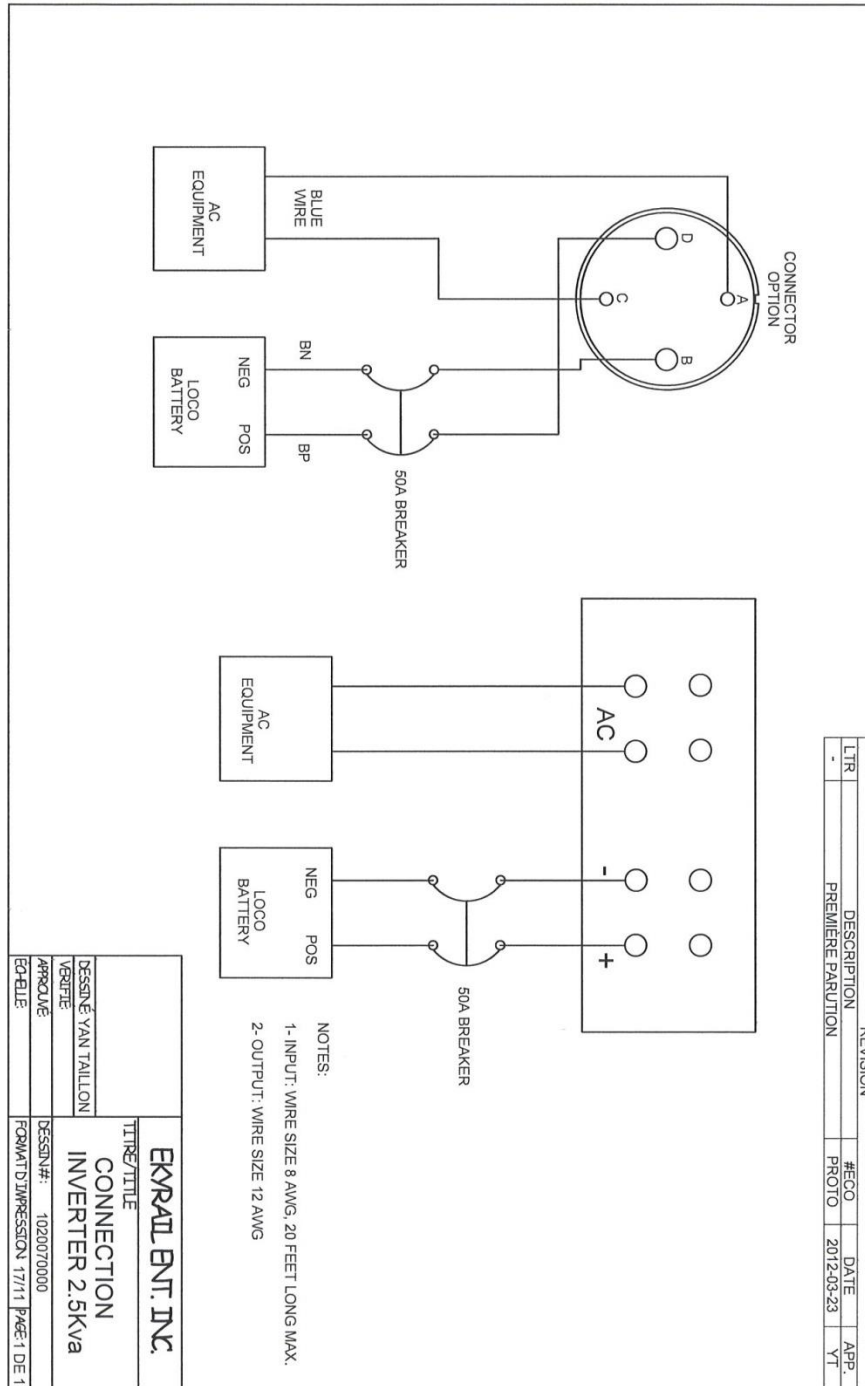 REVISION
LTR DESCRIPTION #ECO DATE APP.
- PREMIÈRE PARUTION PROTO 2012-03-23 YT
CONNECTOR
OPTION
A
D
B
C
BLUE
WIRE
AC
EQUIPMENT
BN
BP
NEG POS
LOCO
BATTERY
50A BREAKER
AC
-
+
AC
EQUIPMENT
NEG POS
LOCO
BATTERY
50A BREAKER
NOTES:
1- INPUT: WIRE SIZE 8 AWG, 20 FEET LONG MAX.
2- OUTPUT: WIRE SIZE 12 AWG
EKYRAIL ENT. INC.
TITRE/TITLE
CONNECTION
INVERTER 2.5Kva
DESSINÉ: YAN TAILLON
VÉRIFIÉ:
APPROUVÉ:
DESSIN#: 1020070000
ÉCHELLE:
FORMAT D'IMPRESSION: 17/11 PAGE: 1 DE 1